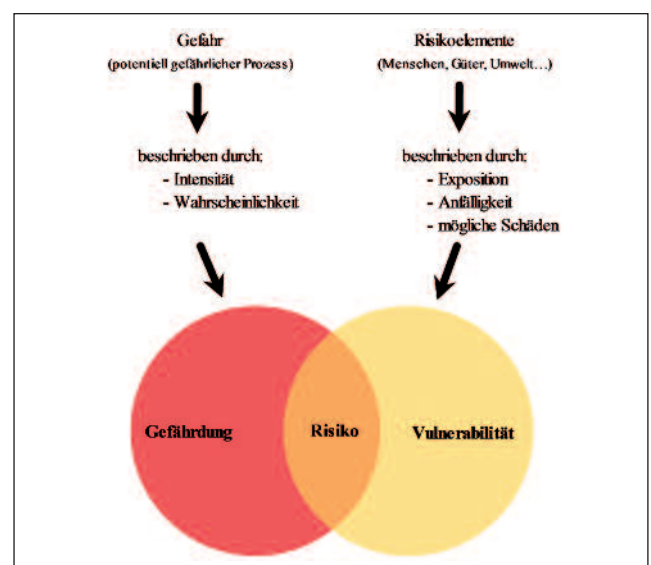 Gefahr
(potentiell gefährlicher Prozess)
beschrieben durch:
- Intensität
- Wahrscheinlichkeit
Risikoelemente
(Menschen, Güter, Umwelt...)
beschrieben durch:
- Exposition
- Anfälligkeit
- mögliche Schäden
Gefährdung
Risiko
Vulnerabilität